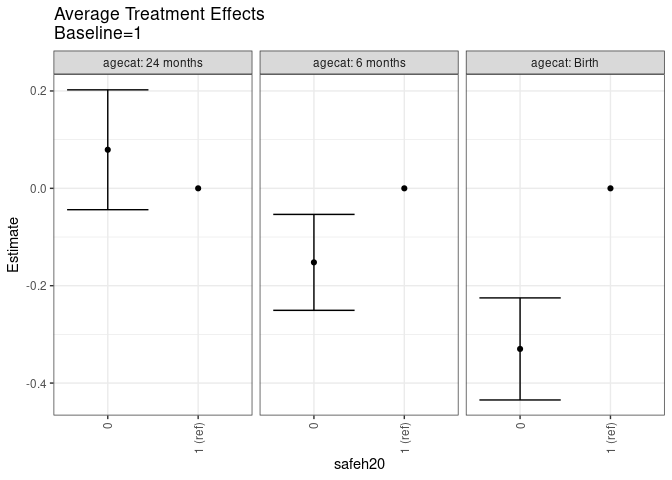 Average Treatment Effects
Baseline=1
agecat: 24 months
agecat: 6 months
agecat: Birth
0.2
0.0
-0.2
-0.4
Estimate
0
1 (ref)
0
1 (ref)
0
1 (ref)
safeh20